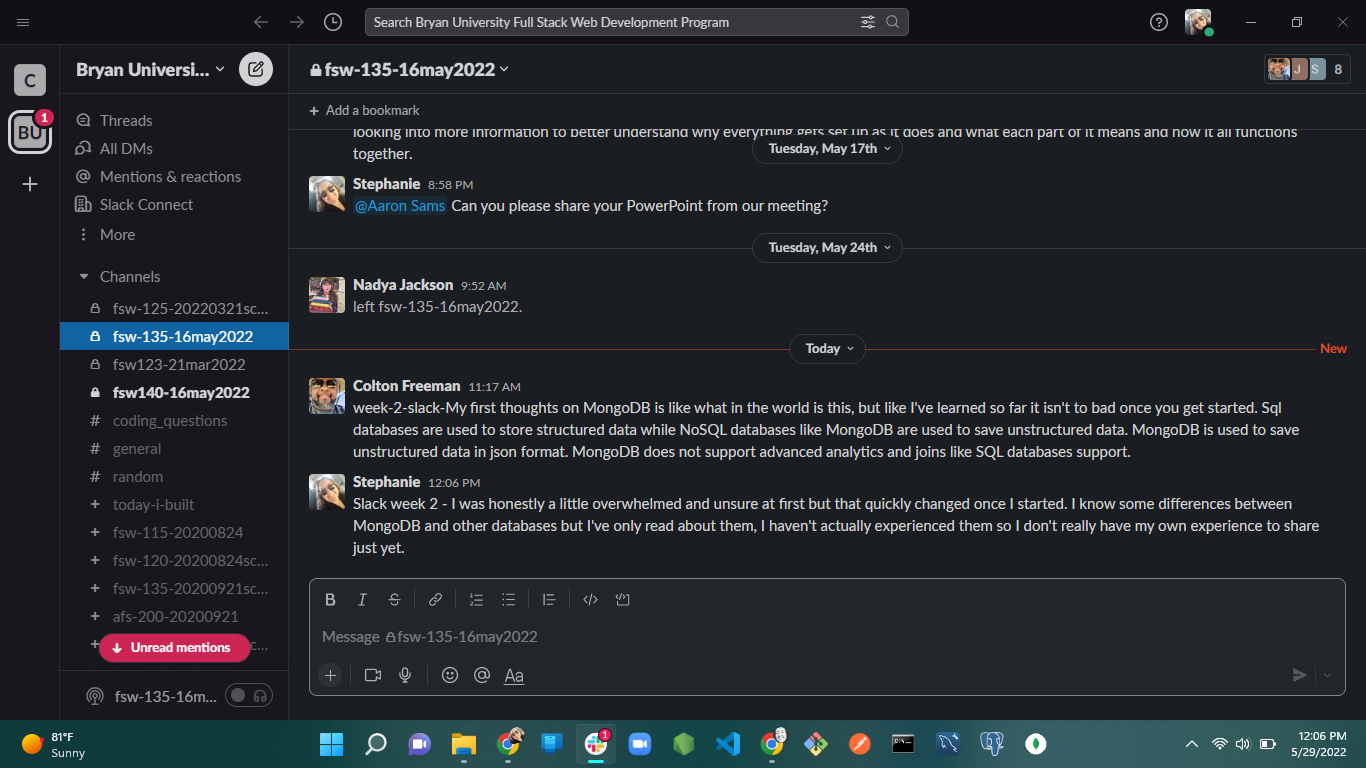 Search Bryan University Full Stack Web Development Program
C
Bryan Universi...
fsw-135-16may2022
J
S
8
BU
1
Add a bookmark
Threads
All DMs
Mentions & reactions
Slack Connect
More
Channels
fsw-125-20220321sc...
fsw-135-16may2022
fsw123-21mar2022
fsw140-16may2022
# coding_questions
# general
# random
+ today-i-built
+ fsw-115-20200824
+ fsw-120-20200824sc...
+ fsw-135-20200921sc...
+ afs-200-20200921
+ c...
Unread mentions
fsw-135-16m...
looking into more information to better understand why everything gets set up as it does and what each part of it means and how it all functions
together.
Tuesday, May 17th
Stephanie 8:58 PM
@Aaron Sams Can you please share your PowerPoint from our meeting?
Tuesday, May 24th
Nadya Jackson 9:52 AM
left fsw-135-16may2022.
Today
New
Colton Freeman 11:17 AM
week-2-slack-My first thoughts on MongoDB is like what in the world is this, but like I've learned so far it isn't to bad once you get started. Sql
databases are used to store structured data while NoSQL databases like MongoDB are used to save unstructured data. MongoDB is used to save
unstructured data in json format. MongoDB does not support advanced analytics and joins like SQL databases support.
Stephanie 12:06 PM
Slack week 2 - I was honestly a little overwhelmed and unsure at first but that quickly changed once I started. I know some differences between
MongoDB and other databases but I've only read about them, I haven't actually experienced them so I don't really have my own experience to share
just yet.
B I S
Message fsw-135-16may2022
Aa
81°F
Sunny
1
12:06 PM
5/29/2022